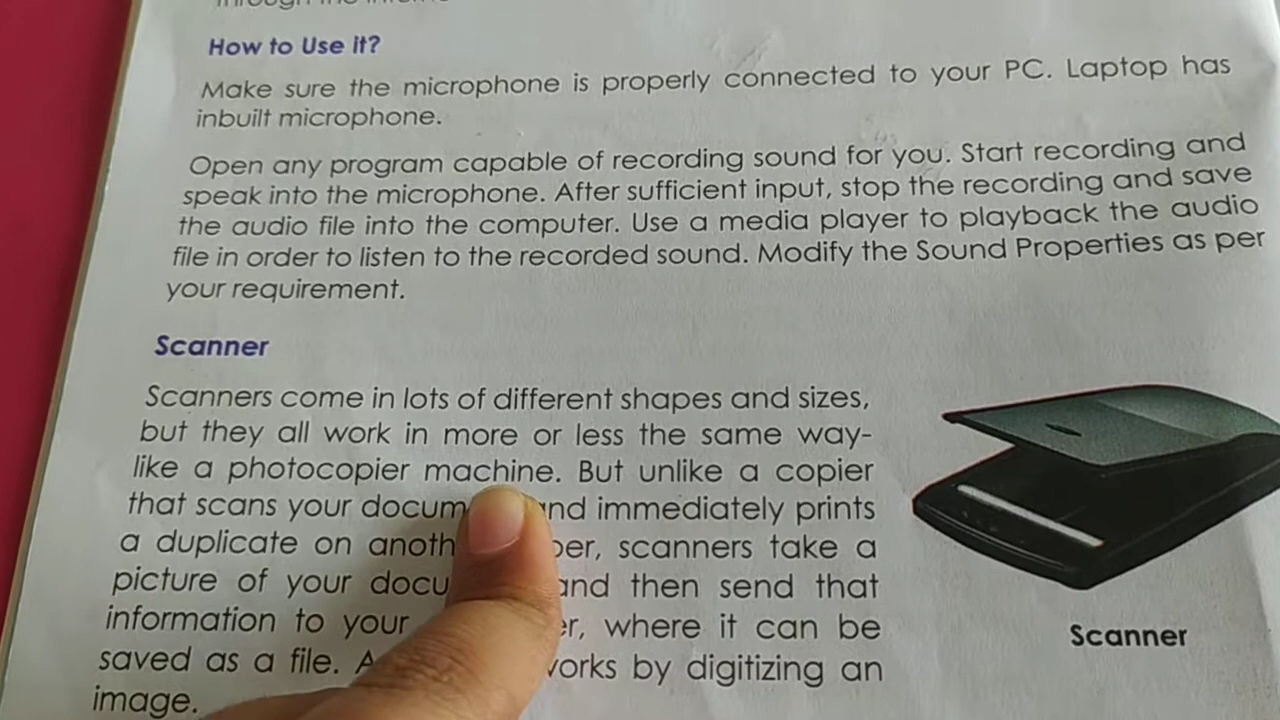 How to Use it?
Make sure the microphone is properly connected to your PC. Laptop has
inbuilt microphone.
Open any program capable of recording sound for you. Start recording and
speak into the microphone. After sufficient input, stop the recording and save
the audio file into the computer. Use a media player to playback the audio
file in order to listen to the recorded sound. Modify the Sound Properties as per
your requirement.
Scanner
Scanners come in lots of different shapes and sizes,
but they all work in more or less the same way-
like a photocopier machine. But unlike a copier
that scans your and immediately prints
a duplicate on scanners take a
picture of your and then send that
information to your where it can be
saved as a file. works by digitizing an
image.
Scanner